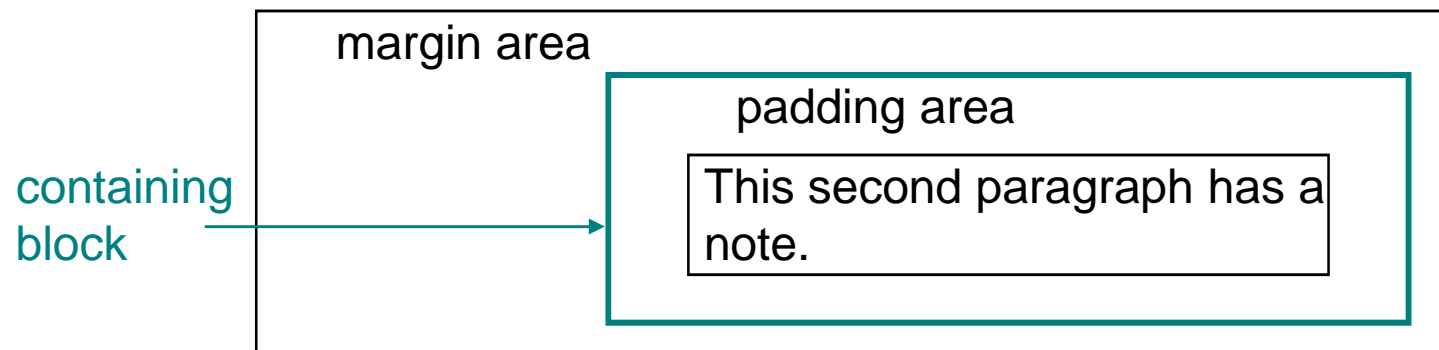 margin area
padding area
containing
block
This second paragraph has a
note.